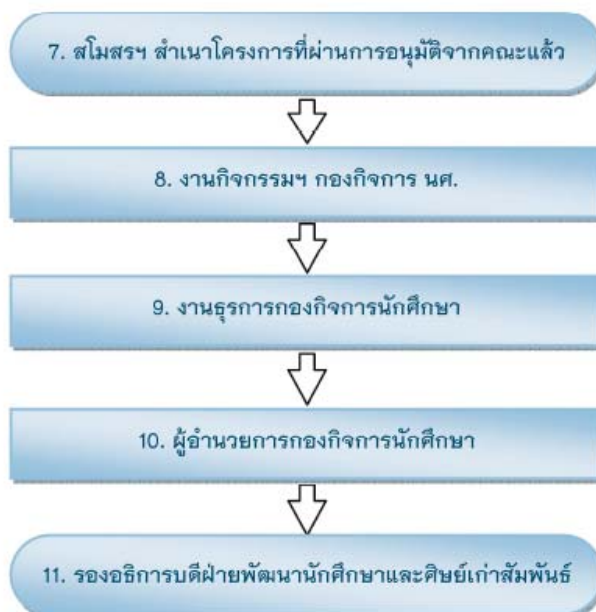 7. สโมสรฯ สำเนาโครงการที่ผ่านการอนุมัติจากคณะแล้ว
8. งานกิจกรรมฯ กองกิจการ นศ.
9. งานธุรการกองกิจการนักศึกษา
10. ผู้อำนวยการกองกิจการนักศึกษา
11. รองอธิการบดีฝ่ายพัฒนานักศึกษาและศิษย์เก่าสัมพันธ์